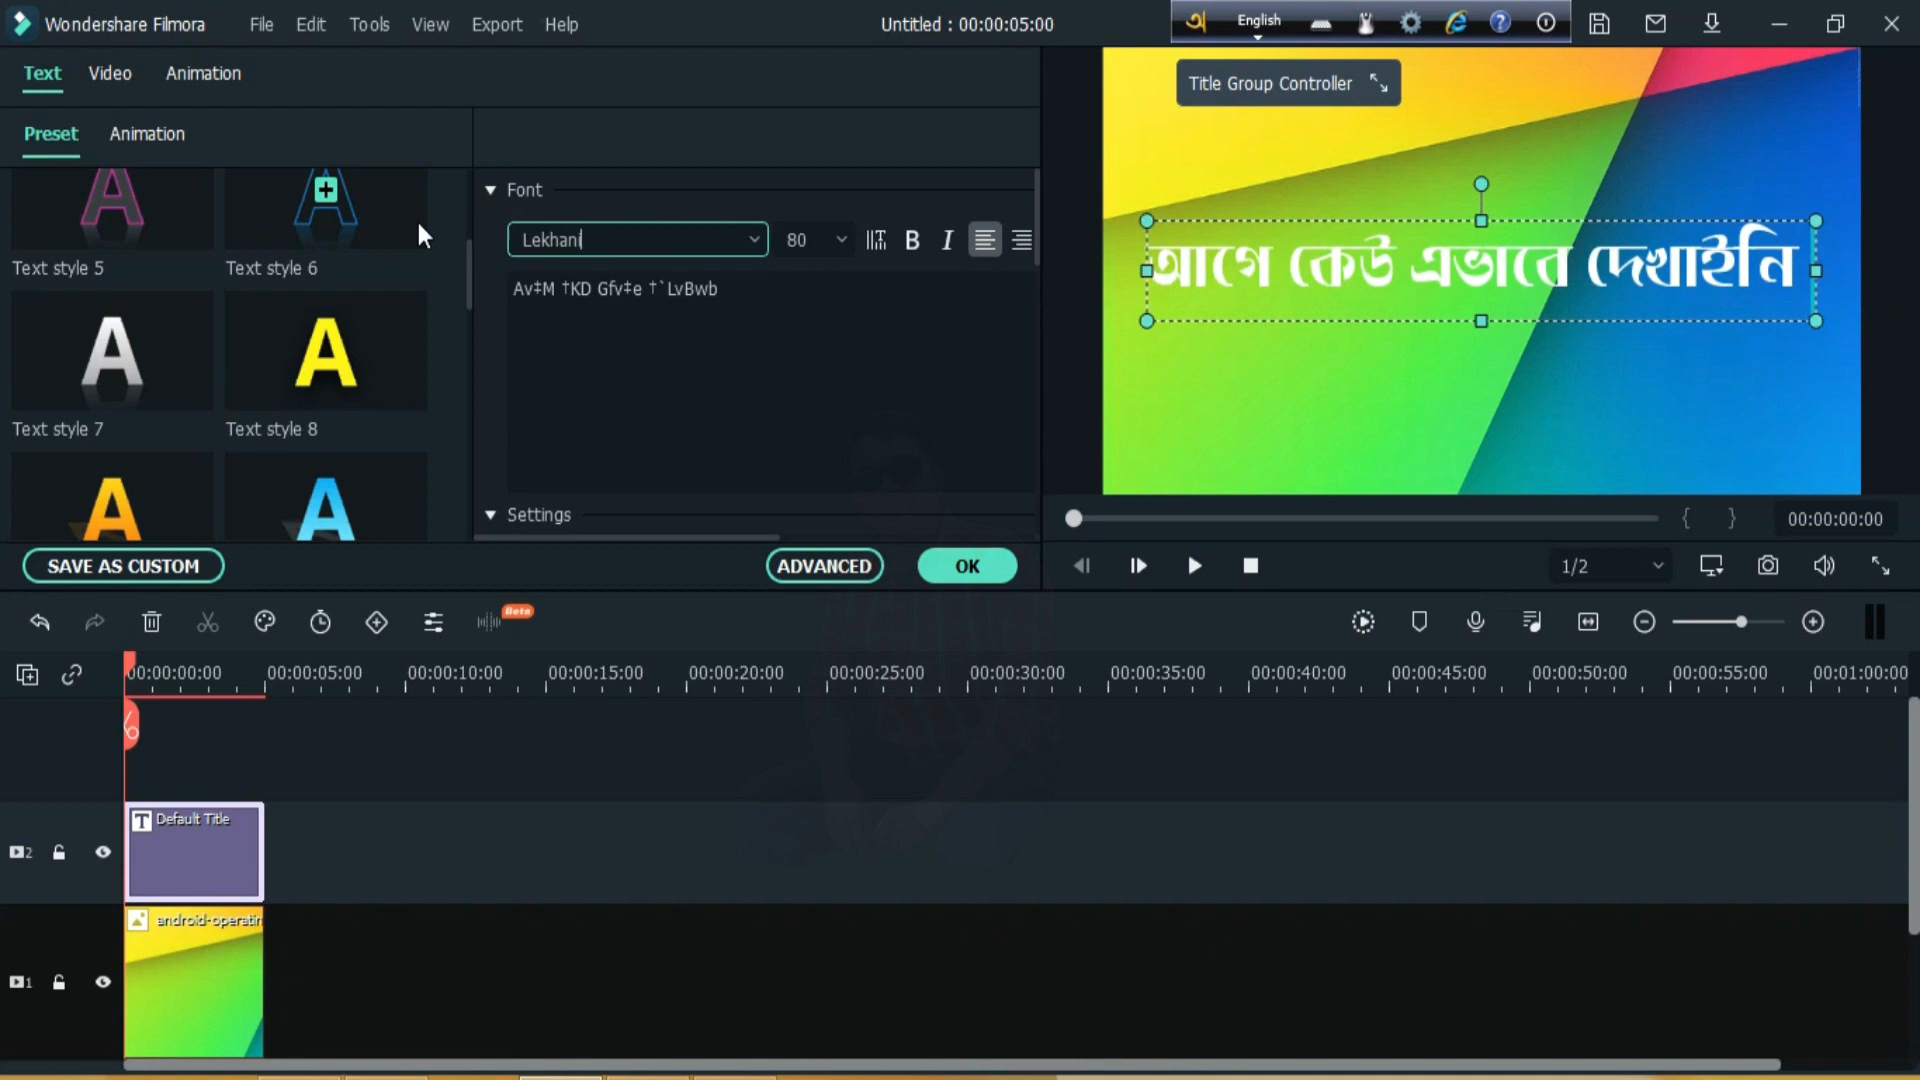 Wondershare Filmora File Edit Tools View Export Help Untitled : 00:00:05:00 অ English
Text Video Animation
Title Group Controller
Preset Animation
Font
Lekhani 80 B I
Text style 5 Text style 6
Av‡M †KD Gfv‡e †`LvBwb
আগে কেউ এভাবে দেখাইনি
A A
Text style 7 Text style 8
A A
Settings
{ } 00:00:00:00
SAVE AS CUSTOM ADVANCED OK 1/2
Beta
00:00:00:00 00:00:05:00 00:00:10:00 00:00:15:00 00:00:20:00 00:00:25:00 00:00:30:00 00:00:35:00 00:00:40:00 00:00:45:00 00:00:50:00 00:00:55:00 00:01:00:00
T Default Title
2
android-operatin
1